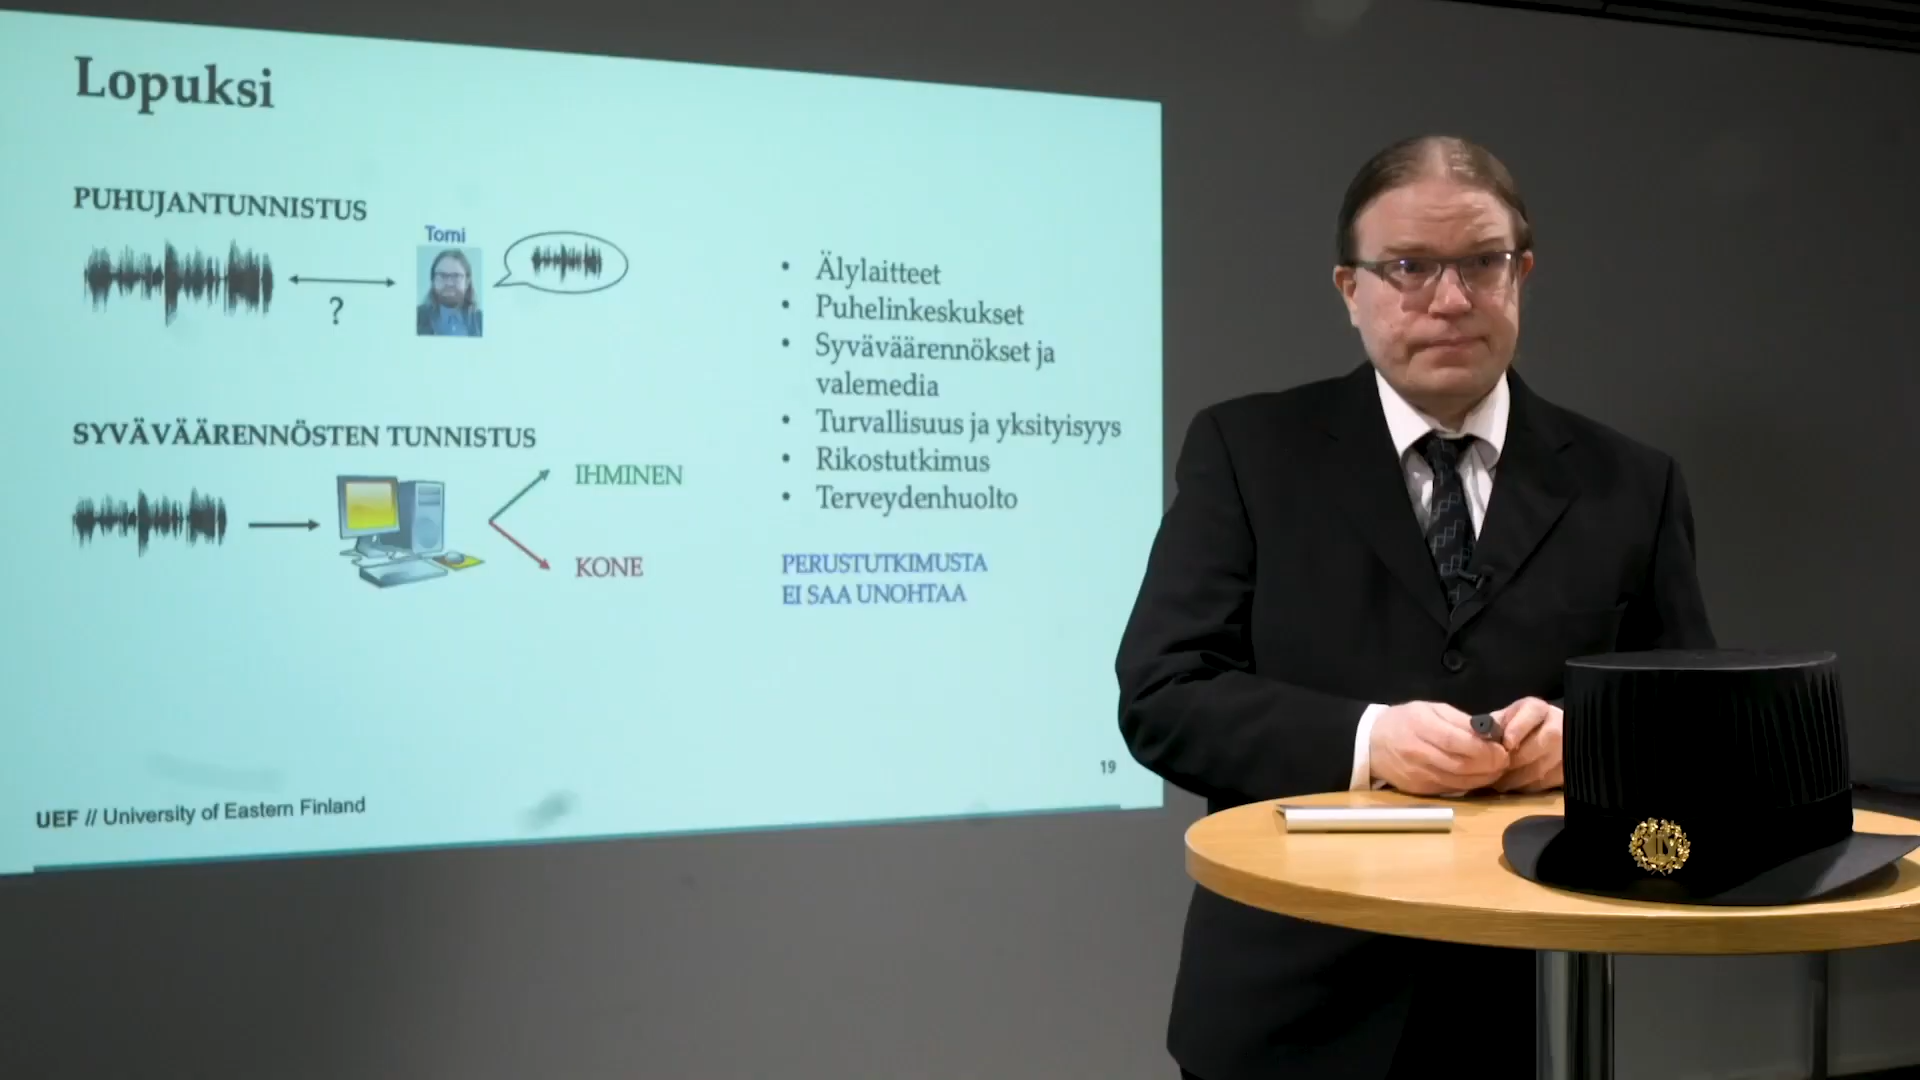 Lopuksi
PUHUJANTUNNISTUS
Tomi
?
SYVÄVÄÄRENNÖSTEN TUNNISTUS
IHMINEN
KONE
• Älylaitteet
• Puhelinkeskukset
• Syväväärennökset ja
valemedia
• Turvallisuus ja yksityisyys
• Rikostutkimus
• Terveydenhuolto
PERUSTUTKIMUSTA
EI SAA UNOHTAA
19
UEF // University of Eastern Finland